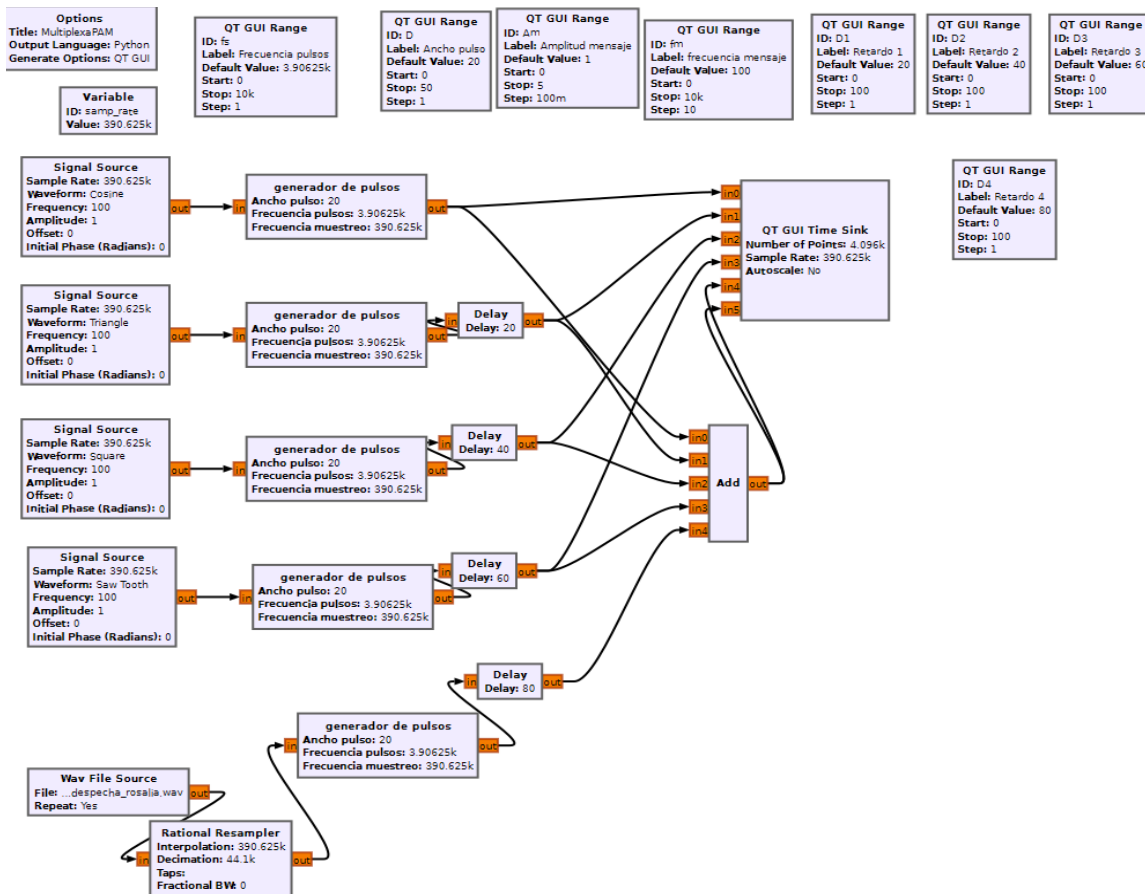 Options
Title: MultiplexaPAM
Output Language: Python
Generate Options: QT GUI
Variable
ID: samp_rate
Value: 390.625k
QT GUI Range
ID: fs
Label: Frecuencia pulsos
Default Value: 3.90625k
Start: 0
Stop: 10k
Step: 1
QT GUI Range
ID: D
Label: Ancho pulso
Default Value: 20
Start: 0
Stop: 50
Step: 1
QT GUI Range
ID: Am
Label: Amplitud mensaje
Default Value: 1
Start: 0
Stop: 5
Step: 100m
QT GUI Range
ID: fm
Label: frecuencia mensaje
Default Value: 100
Start: 0
Stop: 10k
Step: 10
QT GUI Range
ID: D1
Label: Retardo 1
Default Value: 20
Start: 0
Stop: 100
Step: 1
QT GUI Range
ID: D2
Label: Retardo 2
Default Value: 40
Start: 0
Stop: 100
Step: 1
QT GUI Range
ID: D3
Label: Retardo 3
Default Value: 60
Start: 0
Stop: 100
Step: 1
Signal Source
Sample Rate: 390.625k
Waveform: Cosine
Frequency: 100
Amplitude: 1
Offset: 0
Initial Phase (Radians): 0
out
in
generador de pulsos
Ancho pulso: 20
Frecuencia pulsos: 3.90625k
Frecuencia muestreo: 390.625k
out
in0
in1
in2
in3
in4
in5
QT GUI Time Sink
Number of Points: 4.096k
Sample Rate: 390.625k
Autoscale: No
QT GUI Range
ID: D4
Label: Retardo 4
Default Value: 80
Start: 0
Stop: 100
Step: 1
Signal Source
Sample Rate: 390.625k
Waveform: Triangle
Frequency: 100
Amplitude: 1
Offset: 0
Initial Phase (Radians): 0
out
in
generador de pulsos
Ancho pulso: 20
Frecuencia pulsos: 3.90625k
Frecuencia muestreo: 390.625k
out
in
Delay
Delay: 20
out
Signal Source
Sample Rate: 390.625k
Waveform: Square
Frequency: 100
Amplitude: 1
Offset: 0
Initial Phase (Radians): 0
out
in
generador de pulsos
Ancho pulso: 20
Frecuencia pulsos: 3.90625k
Frecuencia muestreo: 390.625k
out
in
Delay
Delay: 40
out
in0
in1
in2
in3
in4
Add
out
Signal Source
Sample Rate: 390.625k
Waveform: Saw Tooth
Frequency: 100
Amplitude: 1
Offset: 0
Initial Phase (Radians): 0
out
in
generador de pulsos
Ancho pulso: 20
Frecuencia pulsos: 3.90625k
Frecuencia muestreo: 390.625k
out
in
Delay
Delay: 60
out
in
Delay
Delay: 80
out
in
generador de pulsos
Ancho pulso: 20
Frecuencia pulsos: 3.90625k
Frecuencia muestreo: 390.625k
out
Wav File Source
File: ...despecha_rosalia.wav
Repeat: Yes
out
in
Rational Resampler
Interpolation: 390.625k
Decimation: 44.1k
Taps:
Fractional BW: 0
out